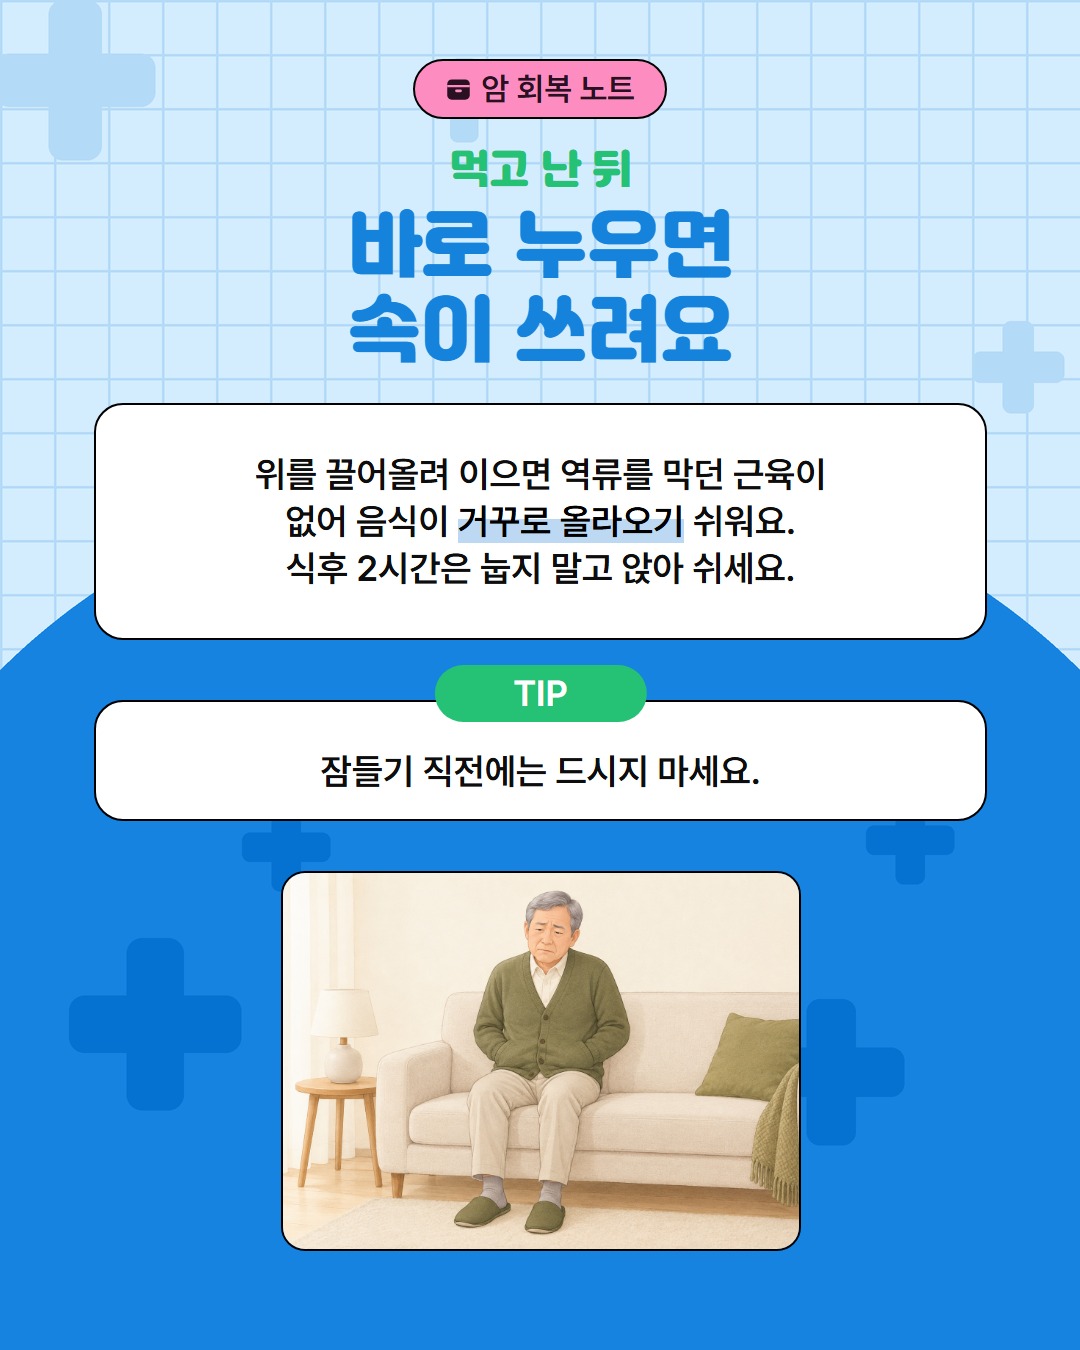 암 회복 노트
먹고 난 뒤
바로 누우면
속이 쓰려요
위를 끌어올려 이으면 역류를 막던 근육이
없어 음식이 거꾸로 올라오기 쉬워요.
식후 2시간은 눕지 말고 앉아 쉬세요.
TIP
잠들기 직전에는 드시지 마세요.